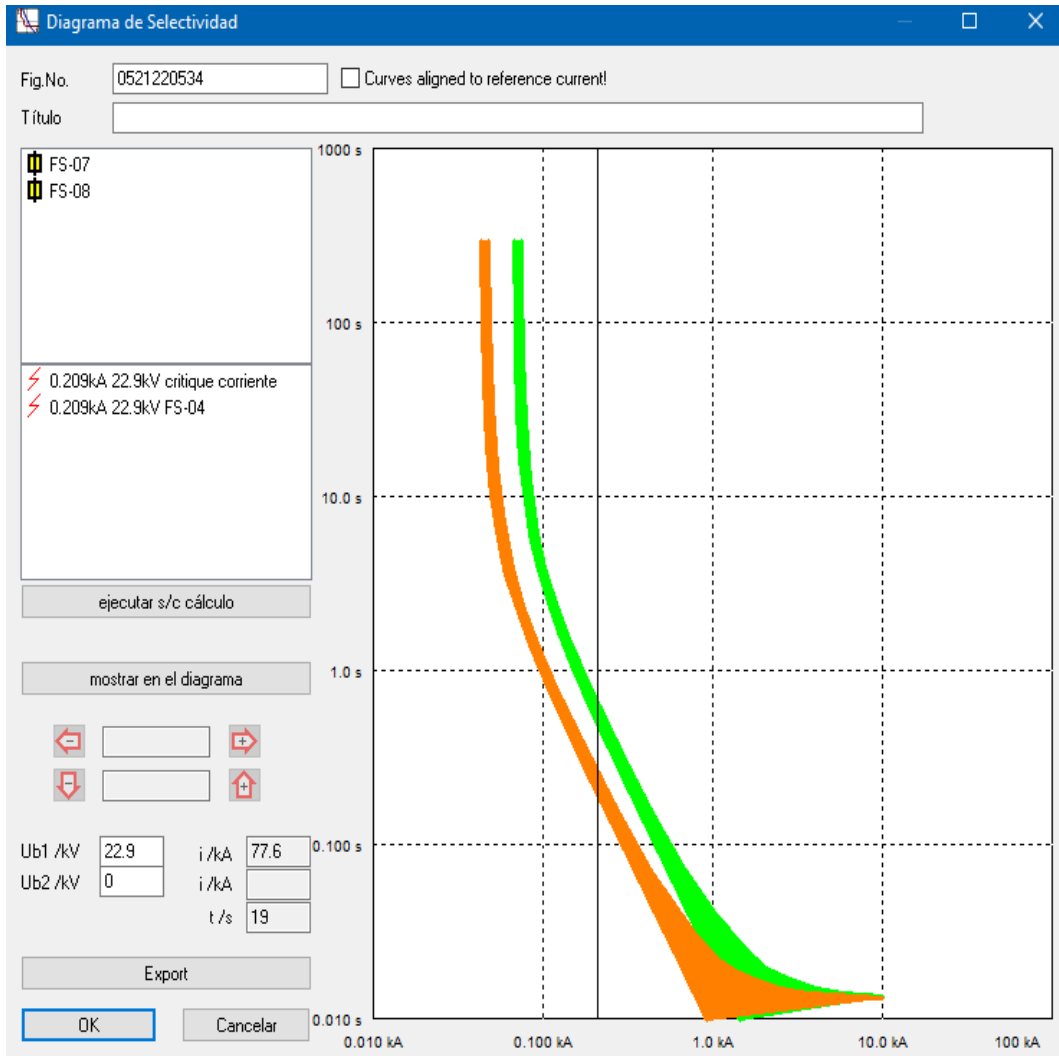 Diagrama de Selectividad
Fig.No. 0521220534 Curves aligned to reference current!
Título
FS-07
FS-08
0.209kA 22.9kV critique corriente
0.209kA 22.9kV FS-04
ejecutar s/c cálculo
mostrar en el diagrama
Ub1 /kV 22.9 i /kA 77.6
Ub2 /kV 0 i /kA
t /s 19
Export
OK Cancelar
1000 s
100 s
10.0 s
1.0 s
0.100 s
0.010 s
0.010 kA 0.100 kA 1.0 kA 10.0 kA 100 kA